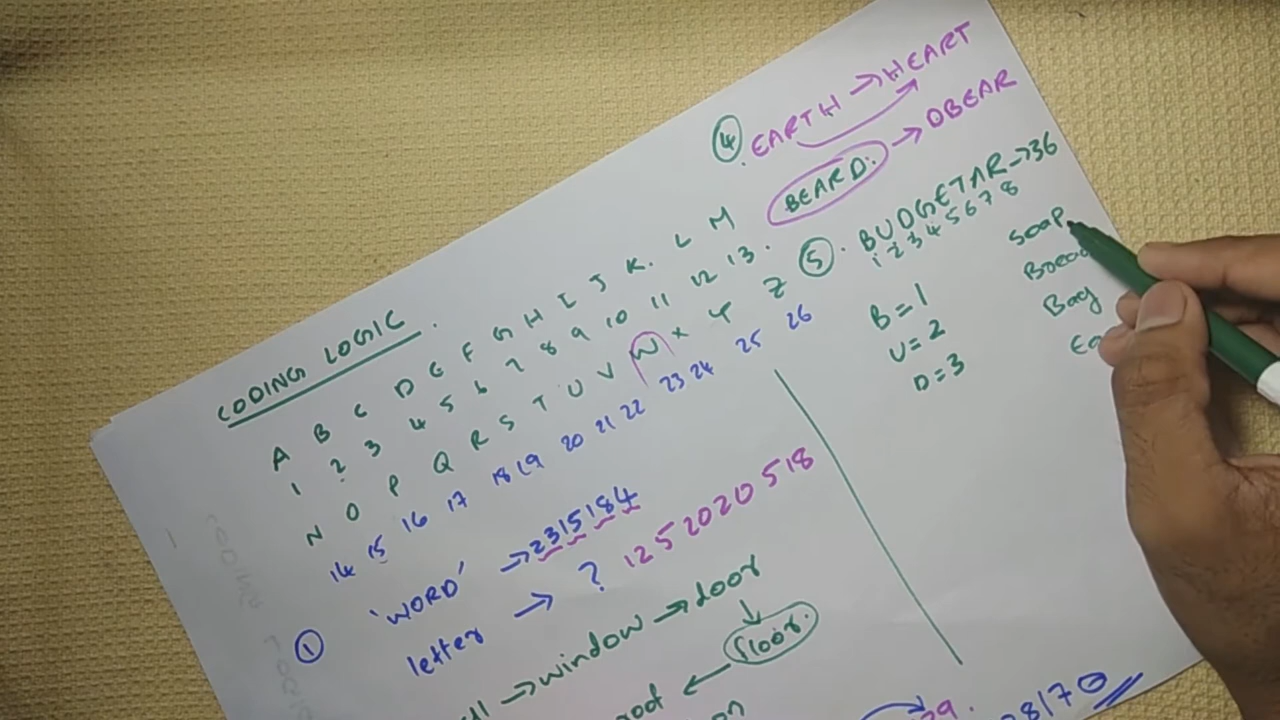 CODING LOGIC.
A B C D E F G H I J K. L M
1 2 3 4 5 6 7 8 9 10 11 12 13.
N O P Q R S T U V W X Y Z
14 15 16 17 18 19 20 21 22 23 24 25 26
① 'WORD' → 2315184
letter → ? 1252020518
→ window → door
↓
floor.
④. EARTH → HEART
BEARD. → DBEAR
⑤. BUDGETAR → 36
1 2 3 4 5 6 7 8
B = 1
U = 2
D = 3
Soap
Bag